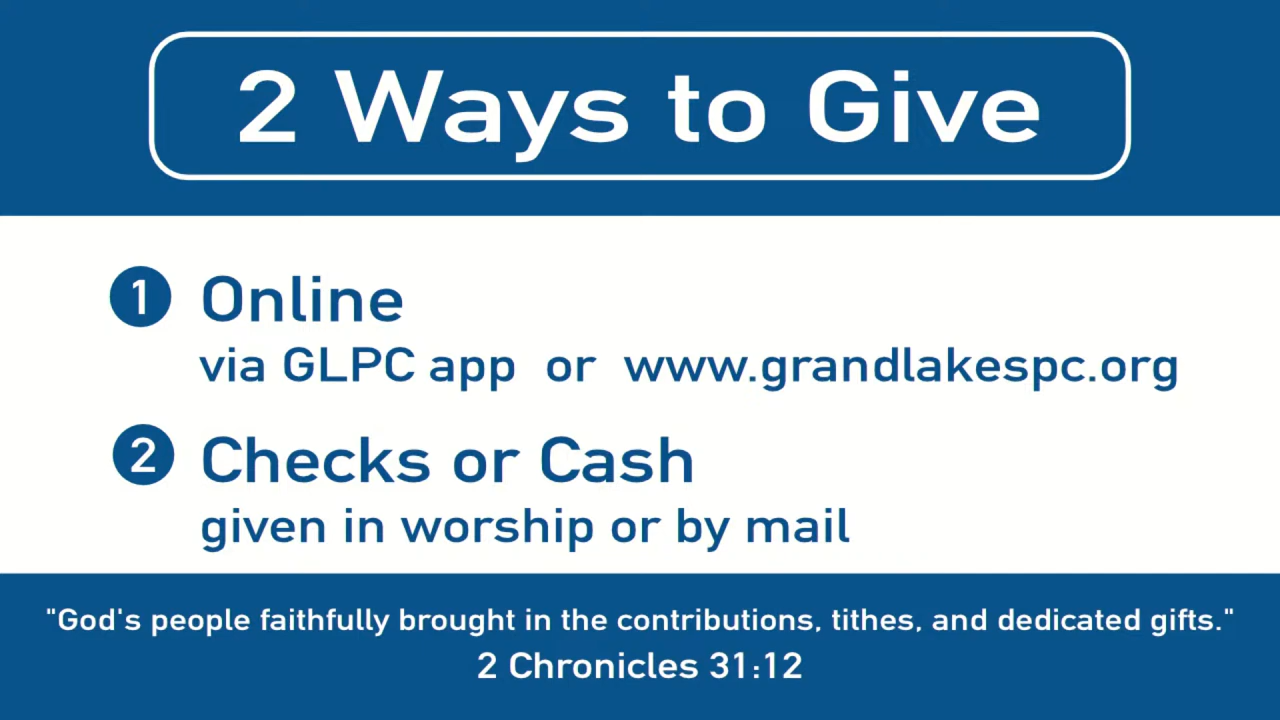 2 Ways to Give
1 Online
via GLPC app or www.grandlakespc.org
2 Checks or Cash
given in worship or by mail
"God's people faithfully brought in the contributions, tithes, and dedicated gifts."
2 Chronicles 31:12